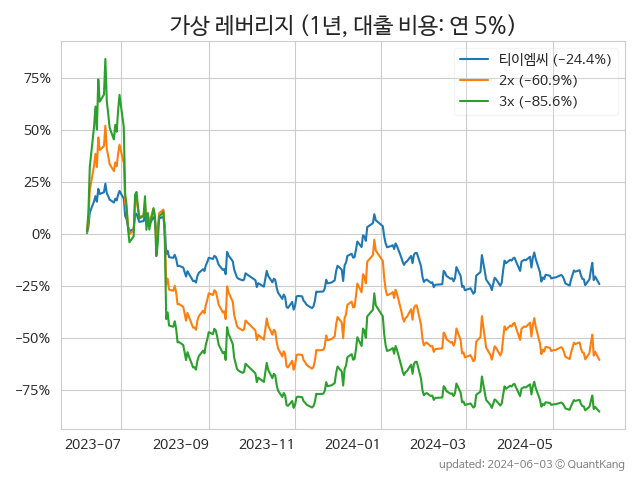 가상 레버리지 (1년, 대출 비용: 연 5%)
티이엠씨 (−24.4%)
2x (−60.9%)
3x (−85.6%)
75%
50%
25%
0%
−25%
−50%
−75%
2023-07
2023-09
2023-11
2024-01
2024-03
2024-05
updated: 2024-06-03 ⓒ QuantKang